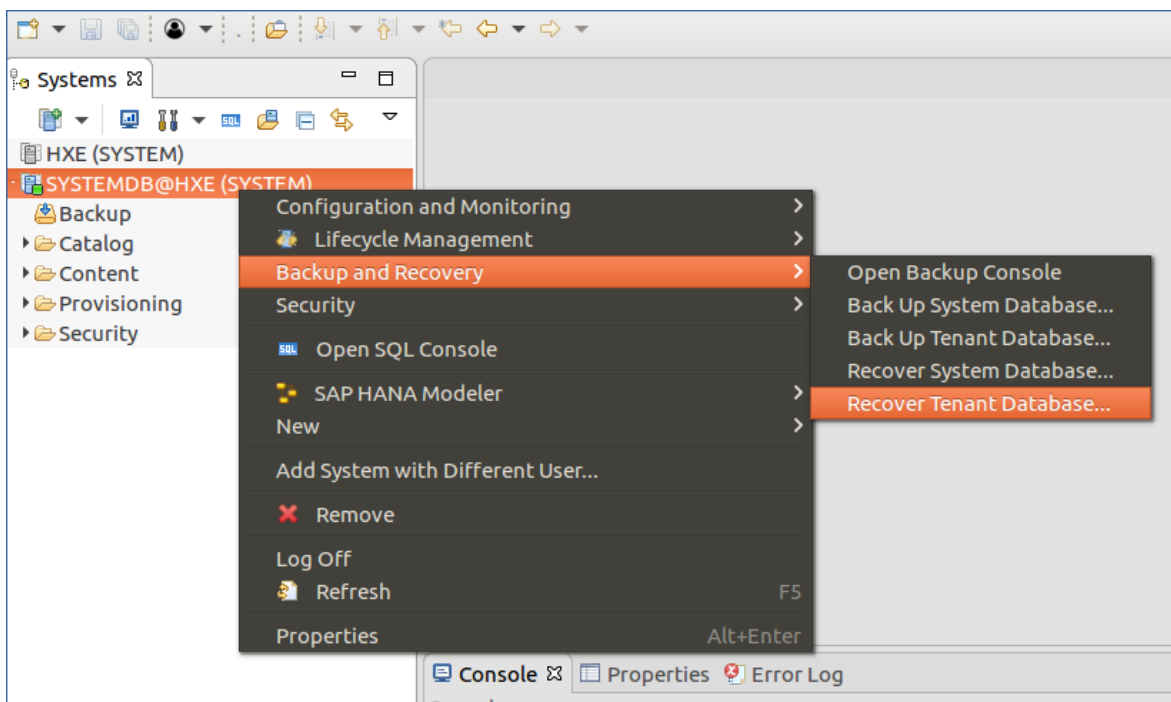 Systems
HXE (SYSTEM)
SYSTEMDB@HXE (SYSTEM)
Backup
Catalog
Content
Provisioning
Security
Configuration and Monitoring
Lifecycle Management
Backup and Recovery
Security
SQL Open SQL Console
SAP HANA Modeler
New
Add System with Different User...
Remove
Log Off
Refresh F5
Properties Alt+Enter
Open Backup Console
Back Up System Database...
Back Up Tenant Database...
Recover System Database...
Recover Tenant Database...
Console Properties Error Log